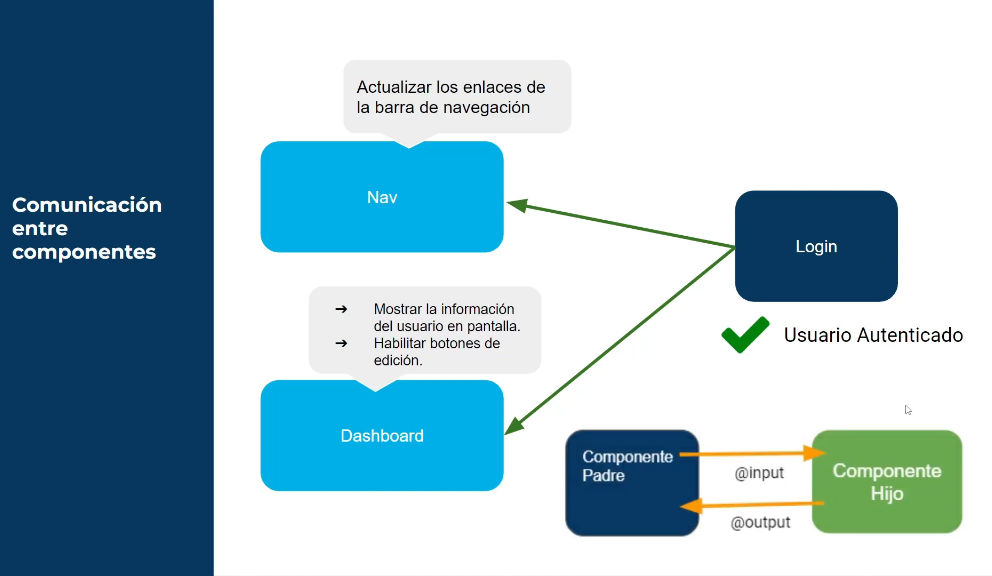 Comunicación
entre
componentes
Actualizar los enlaces de
la barra de navegación
Nav
Login
Usuario Autenticado
➔ Mostrar la información
del usuario en pantalla.
➔ Habilitar botones de
edición.
Dashboard
Componente
Padre
@input
@output
Componente
Hijo